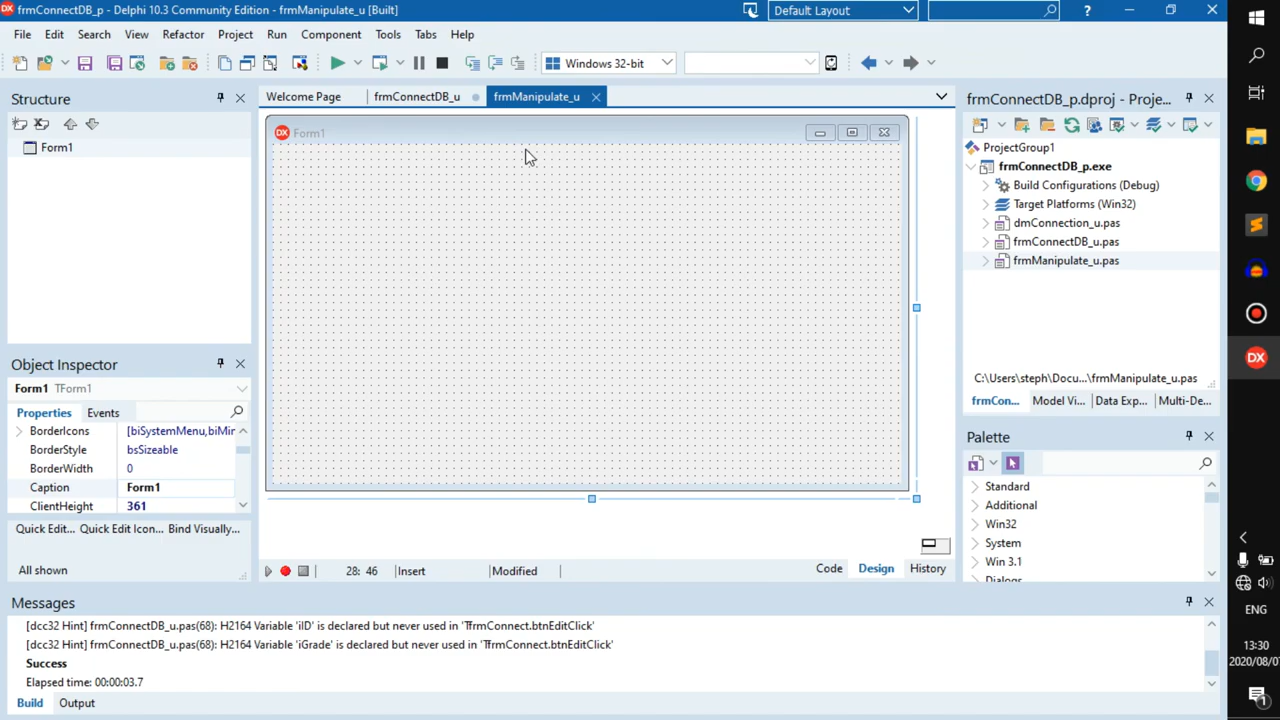 DX frmConnectDB_p - Delphi 10.3 Community Edition - frmManipulate_u [Built]
Default Layout
?
File Edit Search View Refactor Project Run Component Tools Tabs Help
Windows 32-bit
Structure
Form1
Welcome Page frmConnectDB_u frmManipulate_u
DX Form1
frmConnectDB_p.dproj - Proje...
ProjectGroup1
frmConnectDB_p.exe
Build Configurations (Debug)
Target Platforms (Win32)
dmConnection_u.pas
frmConnectDB_u.pas
frmManipulate_u.pas
C:\Users\steph\Docu...\frmManipulate_u.pas
frmCon... Model Vi... Data Exp... Multi-De...
Object Inspector
Form1 TForm1
Properties Events
BorderIcons [biSystemMenu,biMir
BorderStyle bsSizeable
BorderWidth 0
Caption Form1
ClientHeight 361
Quick Edit... Quick Edit Icon... Bind Visually...
All shown
28: 46 Insert Modified
Code Design History
Palette
Standard
Additional
Win32
System
Win 3.1
Dialogs
Messages
[dcc32 Hint] frmConnectDB_u.pas(68): H2164 Variable 'iID' is declared but never used in 'TfrmConnect.btnEditClick'
[dcc32 Hint] frmConnectDB_u.pas(68): H2164 Variable 'iGrade' is declared but never used in 'TfrmConnect.btnEditClick'
Success
Elapsed time: 00:00:03.7
Build Output
DX
ENG
13:30
2020/08/07
1